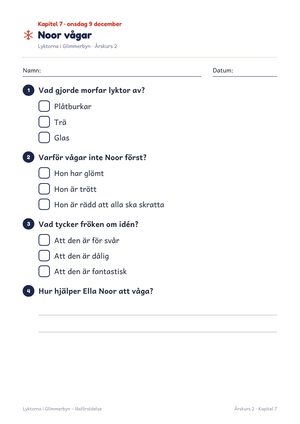 Kapitel 7 · onsdag 9 december
Noor vågar
Lyktorna i Glimmerbyn · Årskurs 2
Namn:
Datum:
1 Vad gjorde morfar lyktor av?
Plåtburkar
Trä
Glas
2 Varför vågar inte Noor först?
Hon har glömt
Hon är trött
Hon är rädd att alla ska skratta
3 Vad tycker fröken om idén?
Att den är för svår
Att den är dålig
Att den är fantastisk
4 Hur hjälper Ella Noor att våga?
Lyktorna i Glimmerbyn – läsförståelse
Årskurs 2 · Kapitel 7